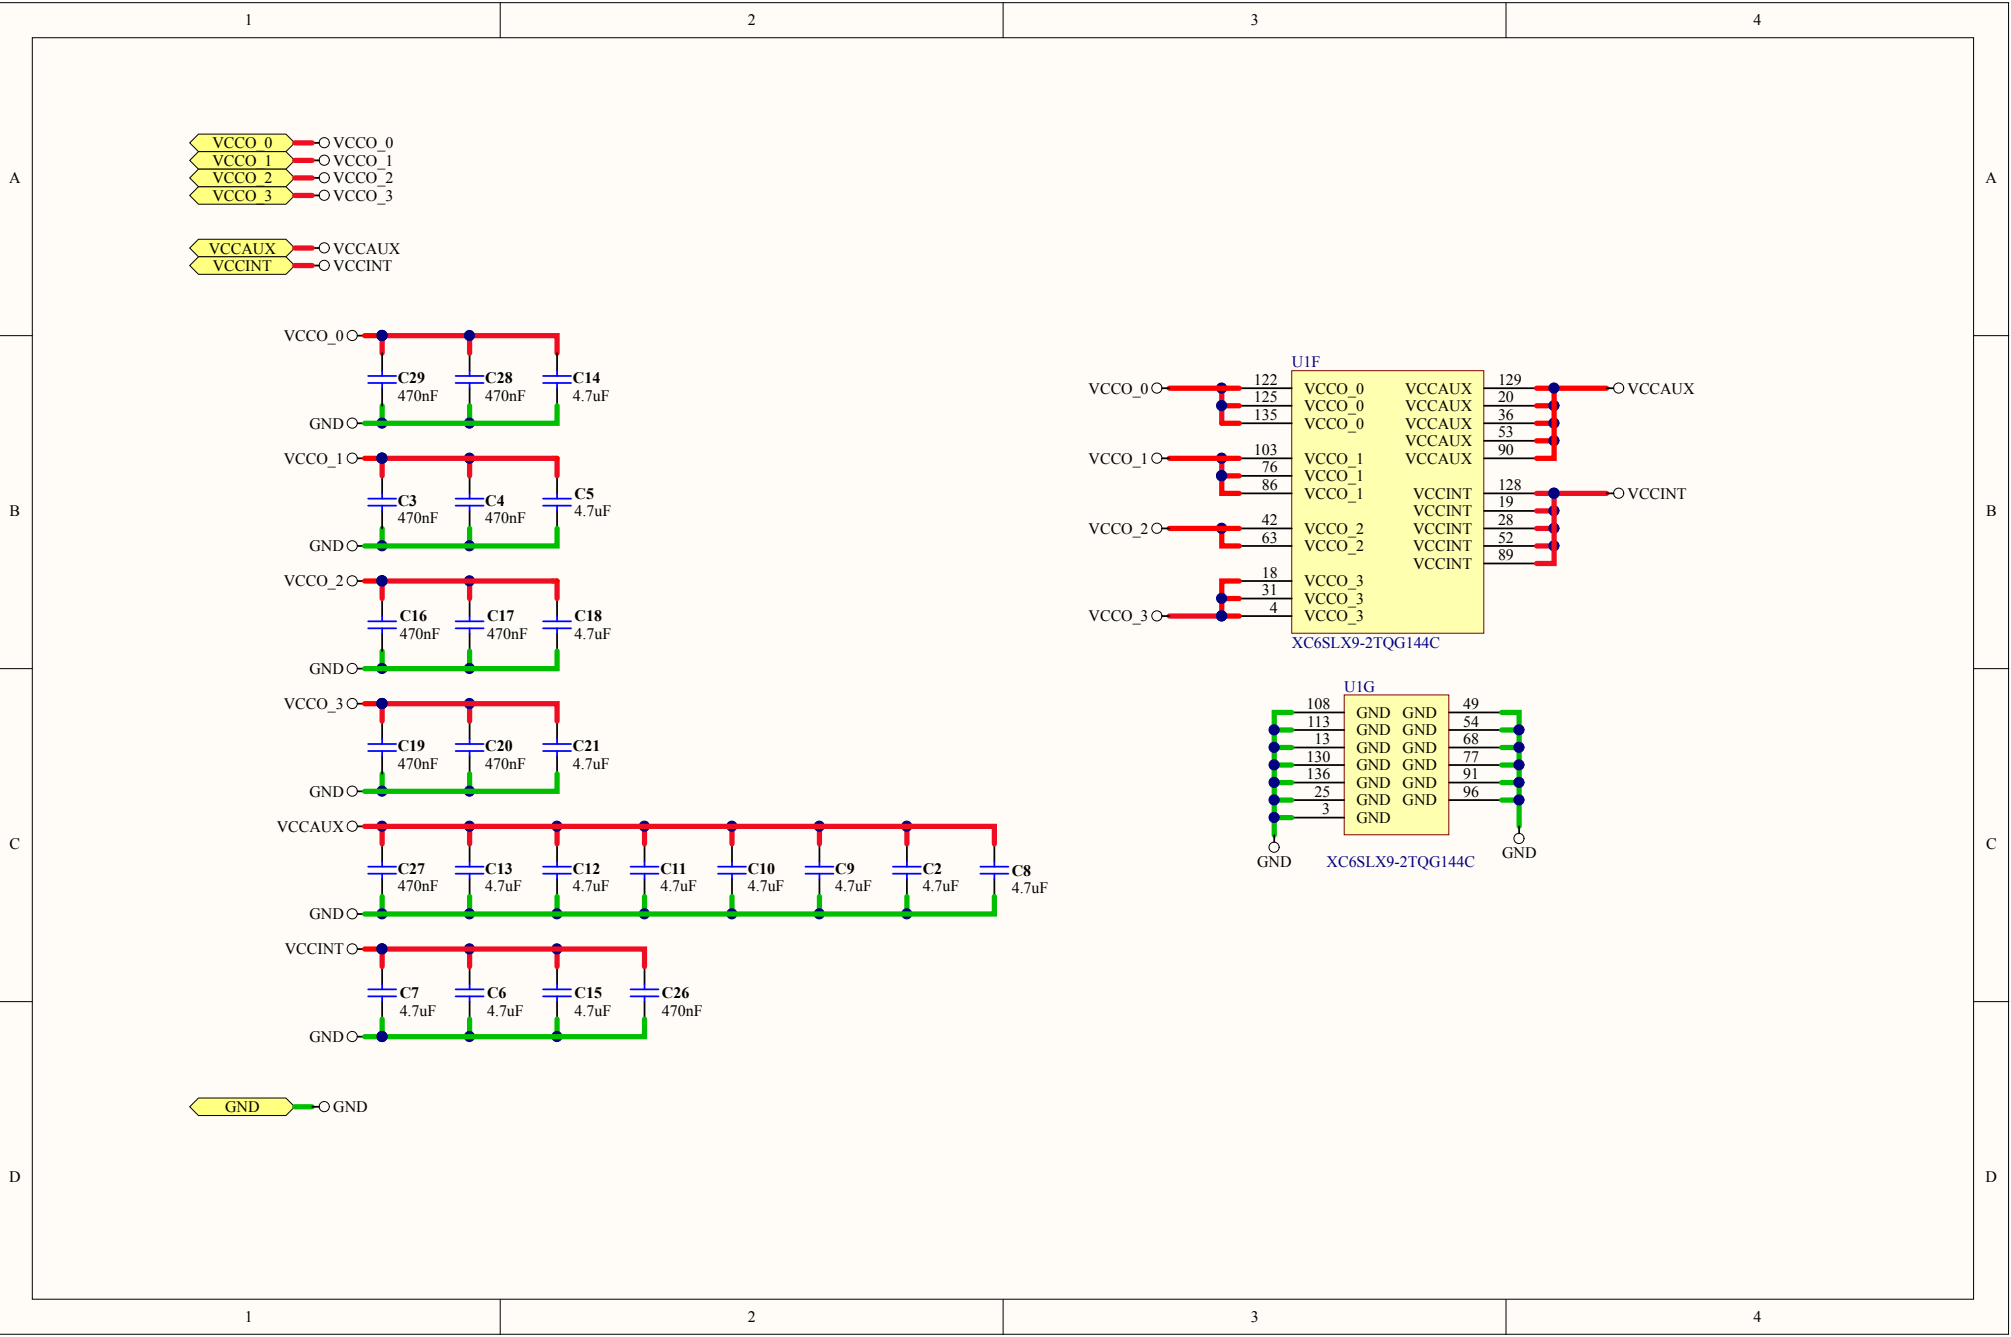 1 2 3 4
VCCO_0 VCCO_0
VCCO_1 VCCO_1
VCCO_2 VCCO_2
VCCO_3 VCCO_3
A A
VCCAUX VCCAUX
VCCINT VCCINT
VCCO_0
C29 C28 C14
470nF 470nF 4.7uF
GND
VCCO_1
C3 C4 C5
470nF 470nF 4.7uF
GND
VCCO_2
C16 C17 C18
470nF 470nF 4.7uF
GND
VCCO_3
C19 C20 C21
470nF 470nF 4.7uF
GND
VCCAUX
C27 C13 C12 C11 C10 C9 C2 C8
470nF 4.7uF 4.7uF 4.7uF 4.7uF 4.7uF 4.7uF 4.7uF
GND
VCCINT
C7 C6 C15 C26
4.7uF 4.7uF 4.7uF 470nF
GND
GND GND
U1F
VCCO_0 122 VCCO_0 VCCAUX 129 VCCAUX
125 VCCO_0 VCCAUX 20
135 VCCO_0 VCCAUX 36
VCCAUX 53
VCCO_1 103 VCCO_1 VCCAUX 90
76 VCCO_1
86 VCCO_1 VCCINT 128 VCCINT
VCCINT 19
VCCO_2 42 VCCO_2 VCCINT 28
63 VCCO_2 VCCINT 52
VCCINT 89
18 VCCO_3
31 VCCO_3
VCCO_3 4 VCCO_3
XC6SLX9-2TQG144C
B B
U1G
108 GND GND 49
113 GND GND 54
13 GND GND 68
130 GND GND 77
136 GND GND 91
25 GND GND 96
3 GND
GND GND
XC6SLX9-2TQG144C
C C
D D
1 2 3 4